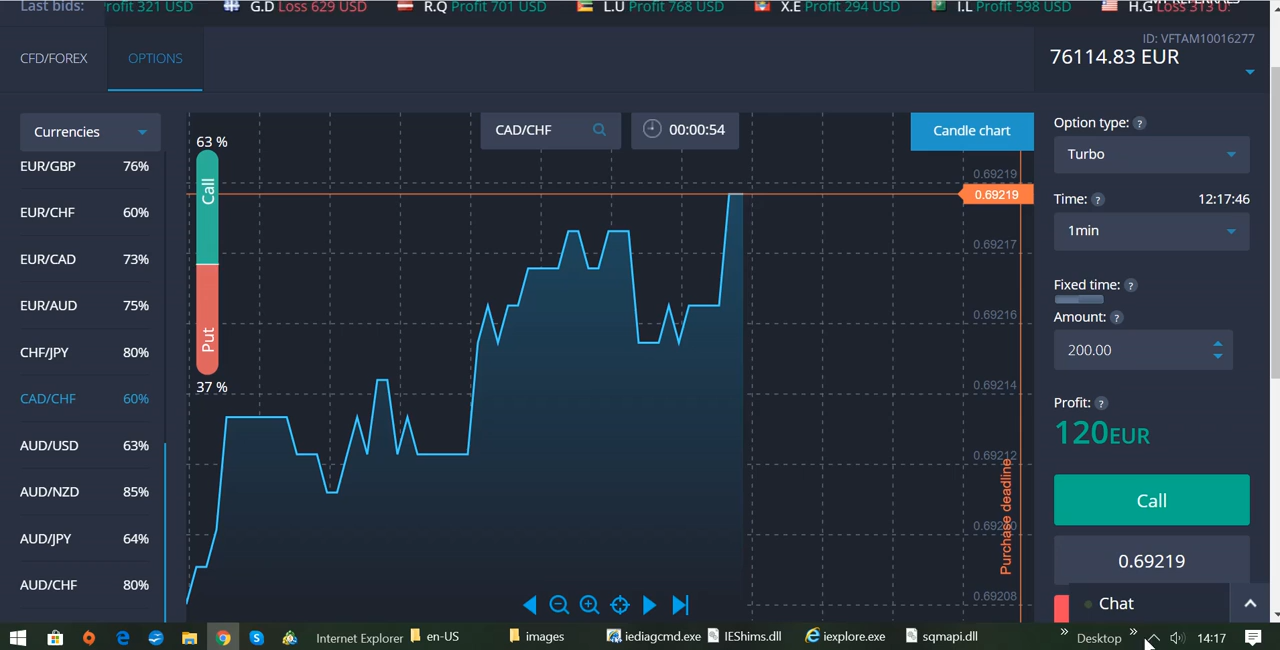 Last bids: rofit 321 USD G.D Loss 629 USD R.Q Profit 701 USD L.U Profit 768 USD X.E Profit 294 USD I.L Profit 598 USD H.G Loss 313 U:
CFD/FOREX OPTIONS
ID: VFTAM10016277
76114.83 EUR
Currencies
EUR/GBP 76%
EUR/CHF 60%
EUR/CAD 73%
EUR/AUD 75%
CHF/JPY 80%
CAD/CHF 60%
AUD/USD 63%
AUD/NZD 85%
AUD/JPY 64%
AUD/CHF 80%
63 %
Call
Put
37 %
CAD/CHF
00:00:54
Candle chart
0.69219
0.69219
0.69217
0.69216
0.69214
0.69212
0.69208
Purchase deadline
Option type: ?
Turbo
Time: ? 12:17:46
1min
Fixed time: ?
Amount: ?
200.00
Profit: ?
120EUR
Call
0.69219
Chat
Internet Explorer en-US images iediagcmd.exe IEShims.dll iexplore.exe sqmapi.dll » Desktop » 14:17